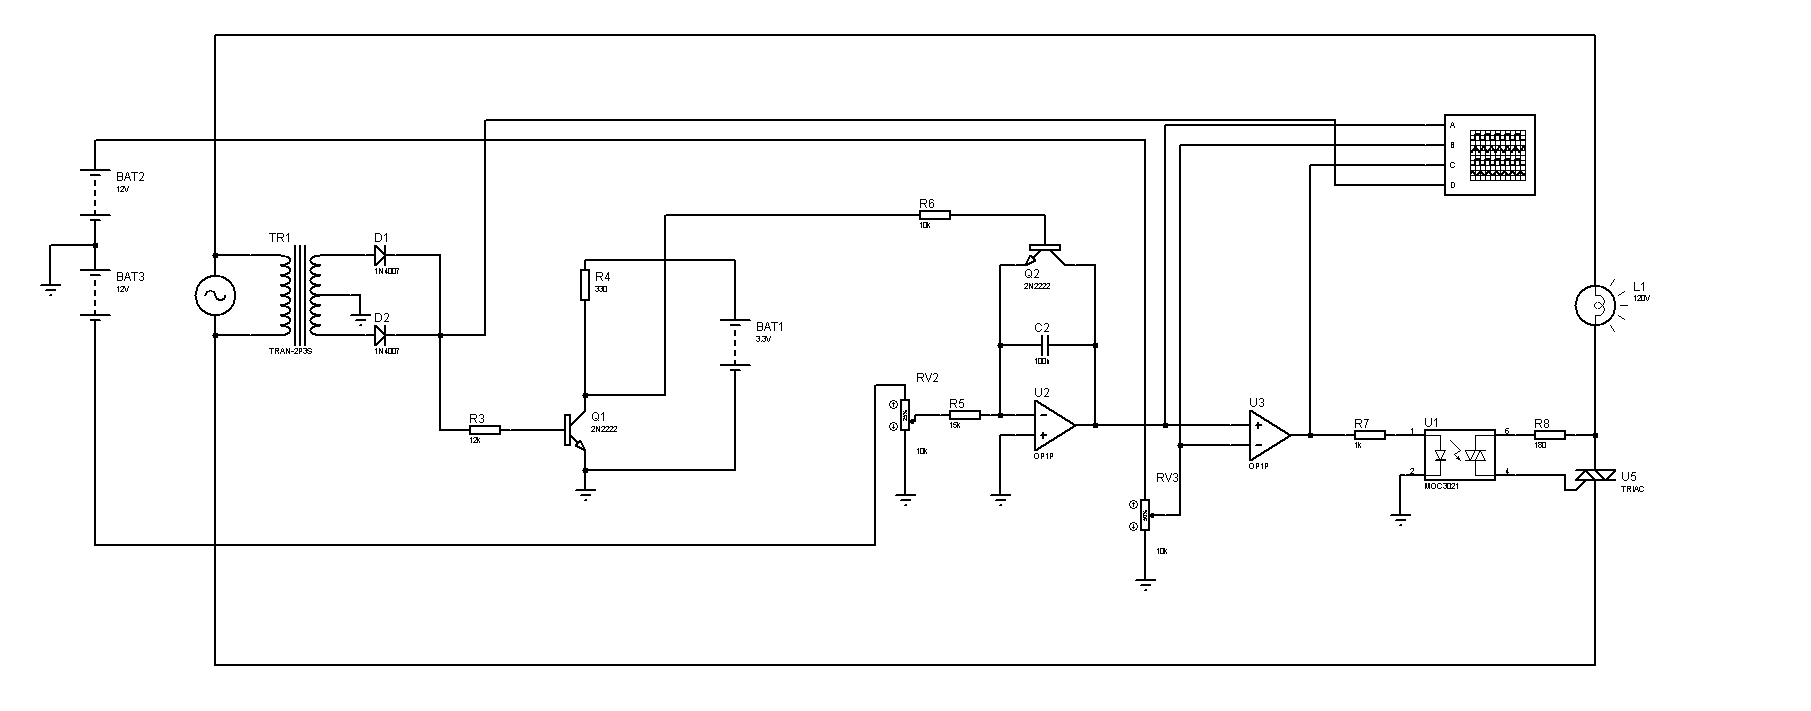 A
B
C
D
BAT2
12V
R6
10k
TR1
TRAN-2P3S
D1
1N4007
D2
1N4007
BAT3
12V
R4
330
Q2
2N2222
L1
120V
BAT1
3.3V
C2
100n
RV2
10k
U2
OP1P
R5
15k
U3
OP1P
Q1
2N2222
R3
12k
R7
1k
U1
1
2
6
4
MOC3021
R8
180
U5
TRIAC
RV3
10k